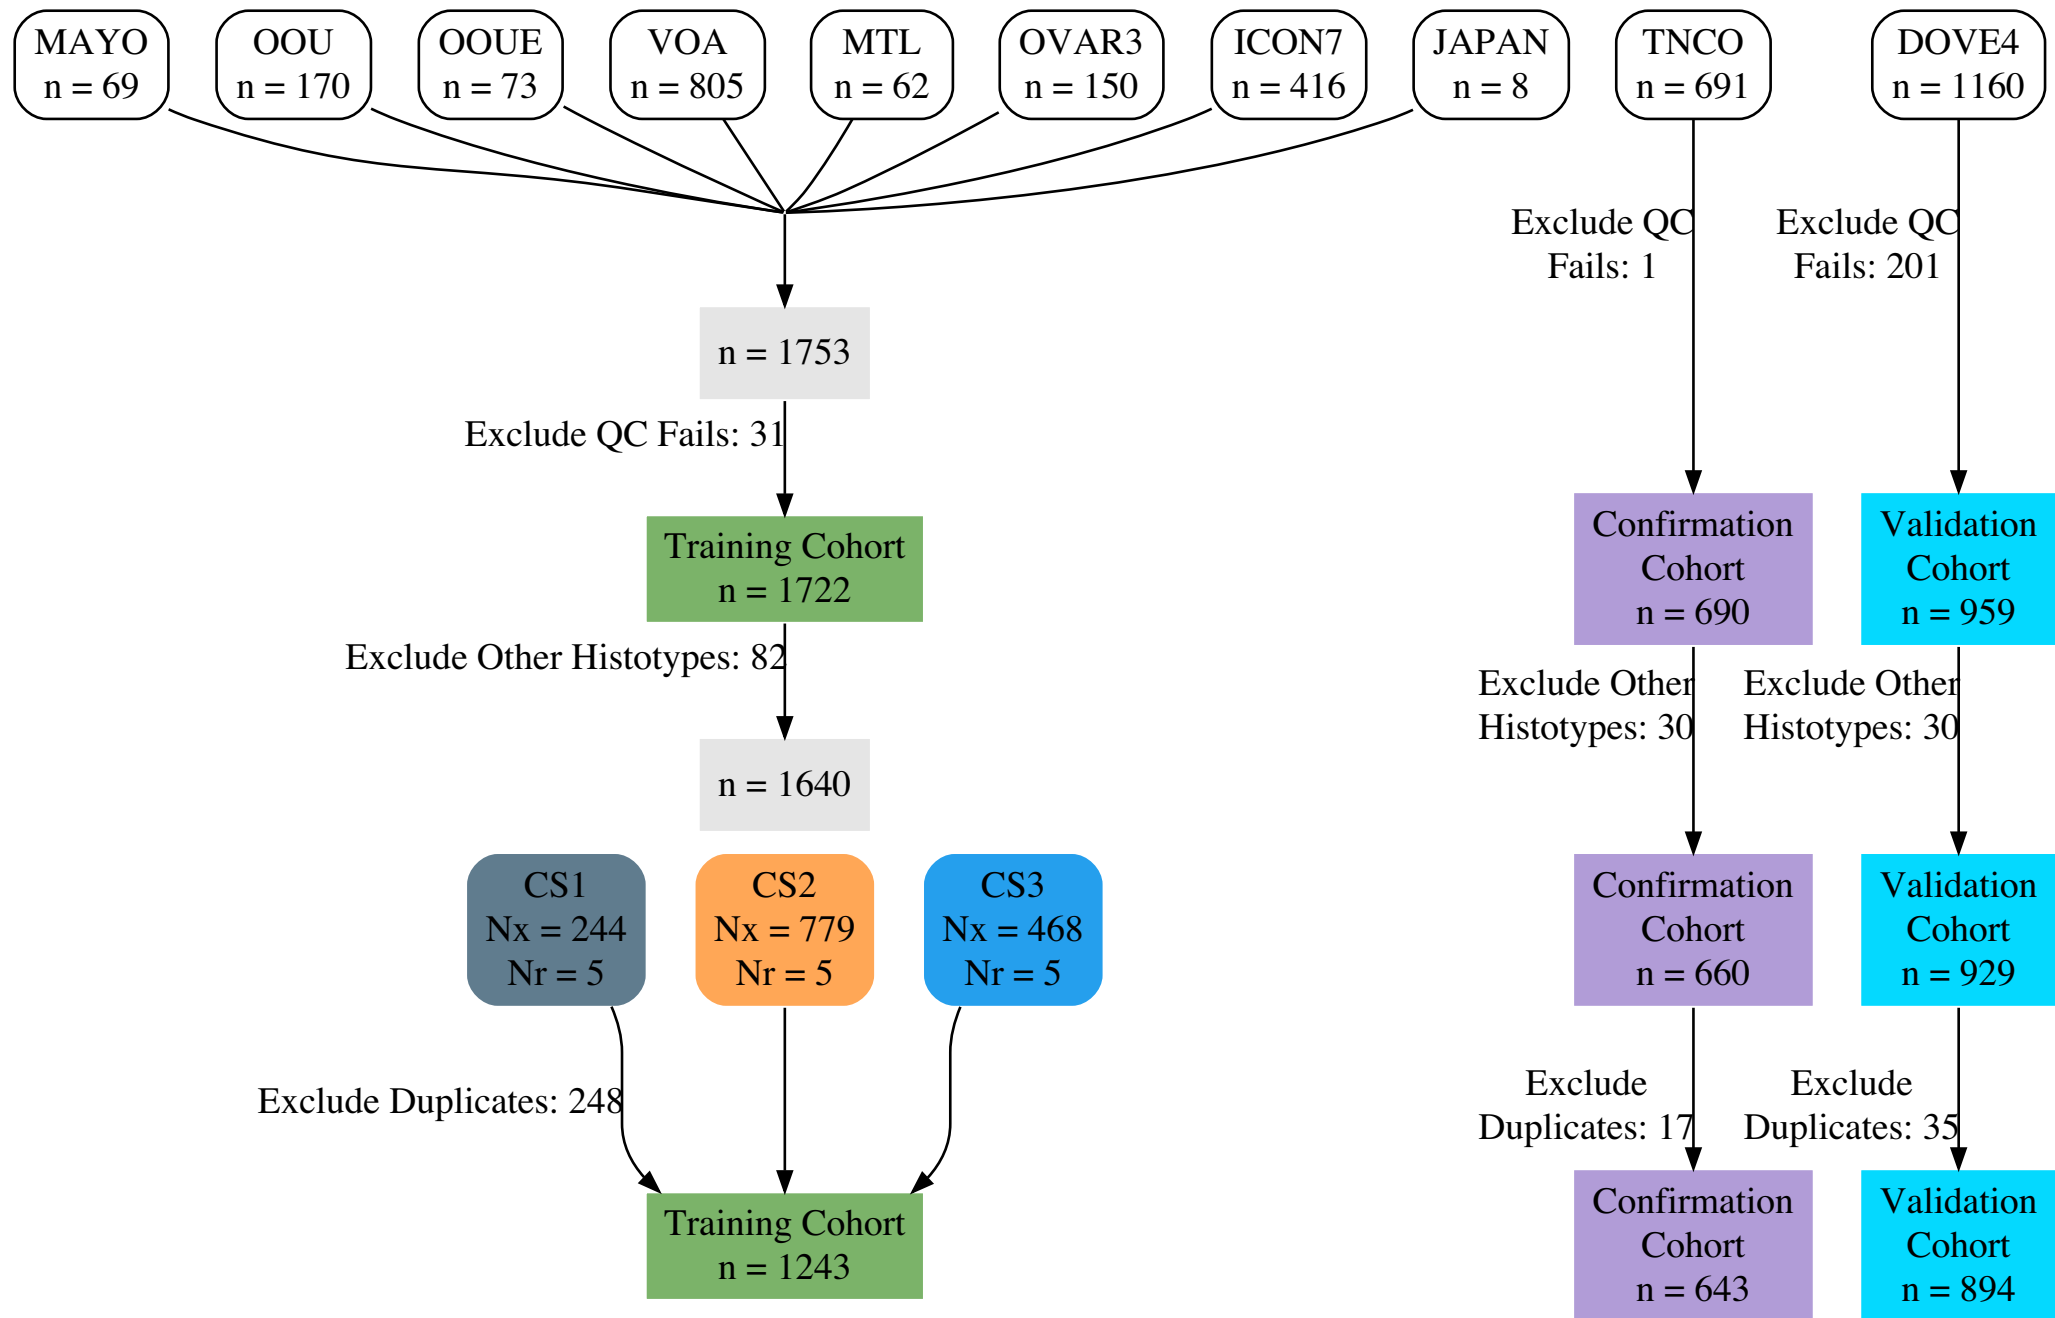 MAYO
n = 69
OOU
n = 170
OOUE
n = 73
VOA
n = 805
MTL
n = 62
OVAR3
n = 150
ICON7
n = 416
JAPAN
n = 8
TNCO
n = 691
DOVE4
n = 1160
Exclude QC
Fails: 1
Exclude QC
Fails: 201
n = 1753
Exclude QC Fails: 31
Training Cohort
n = 1722
Confirmation
Cohort
n = 690
Validation
Cohort
n = 959
Exclude Other Histotypes: 82
Exclude Other
Histotypes: 30
Exclude Other
Histotypes: 30
n = 1640
CS1
Nx = 244
Nr = 5
CS2
Nx = 779
Nr = 5
CS3
Nx = 468
Nr = 5
Confirmation
Cohort
n = 660
Validation
Cohort
n = 929
Exclude Duplicates: 248
Exclude
Duplicates: 17
Exclude
Duplicates: 35
Training Cohort
n = 1243
Confirmation
Cohort
n = 643
Validation
Cohort
n = 894